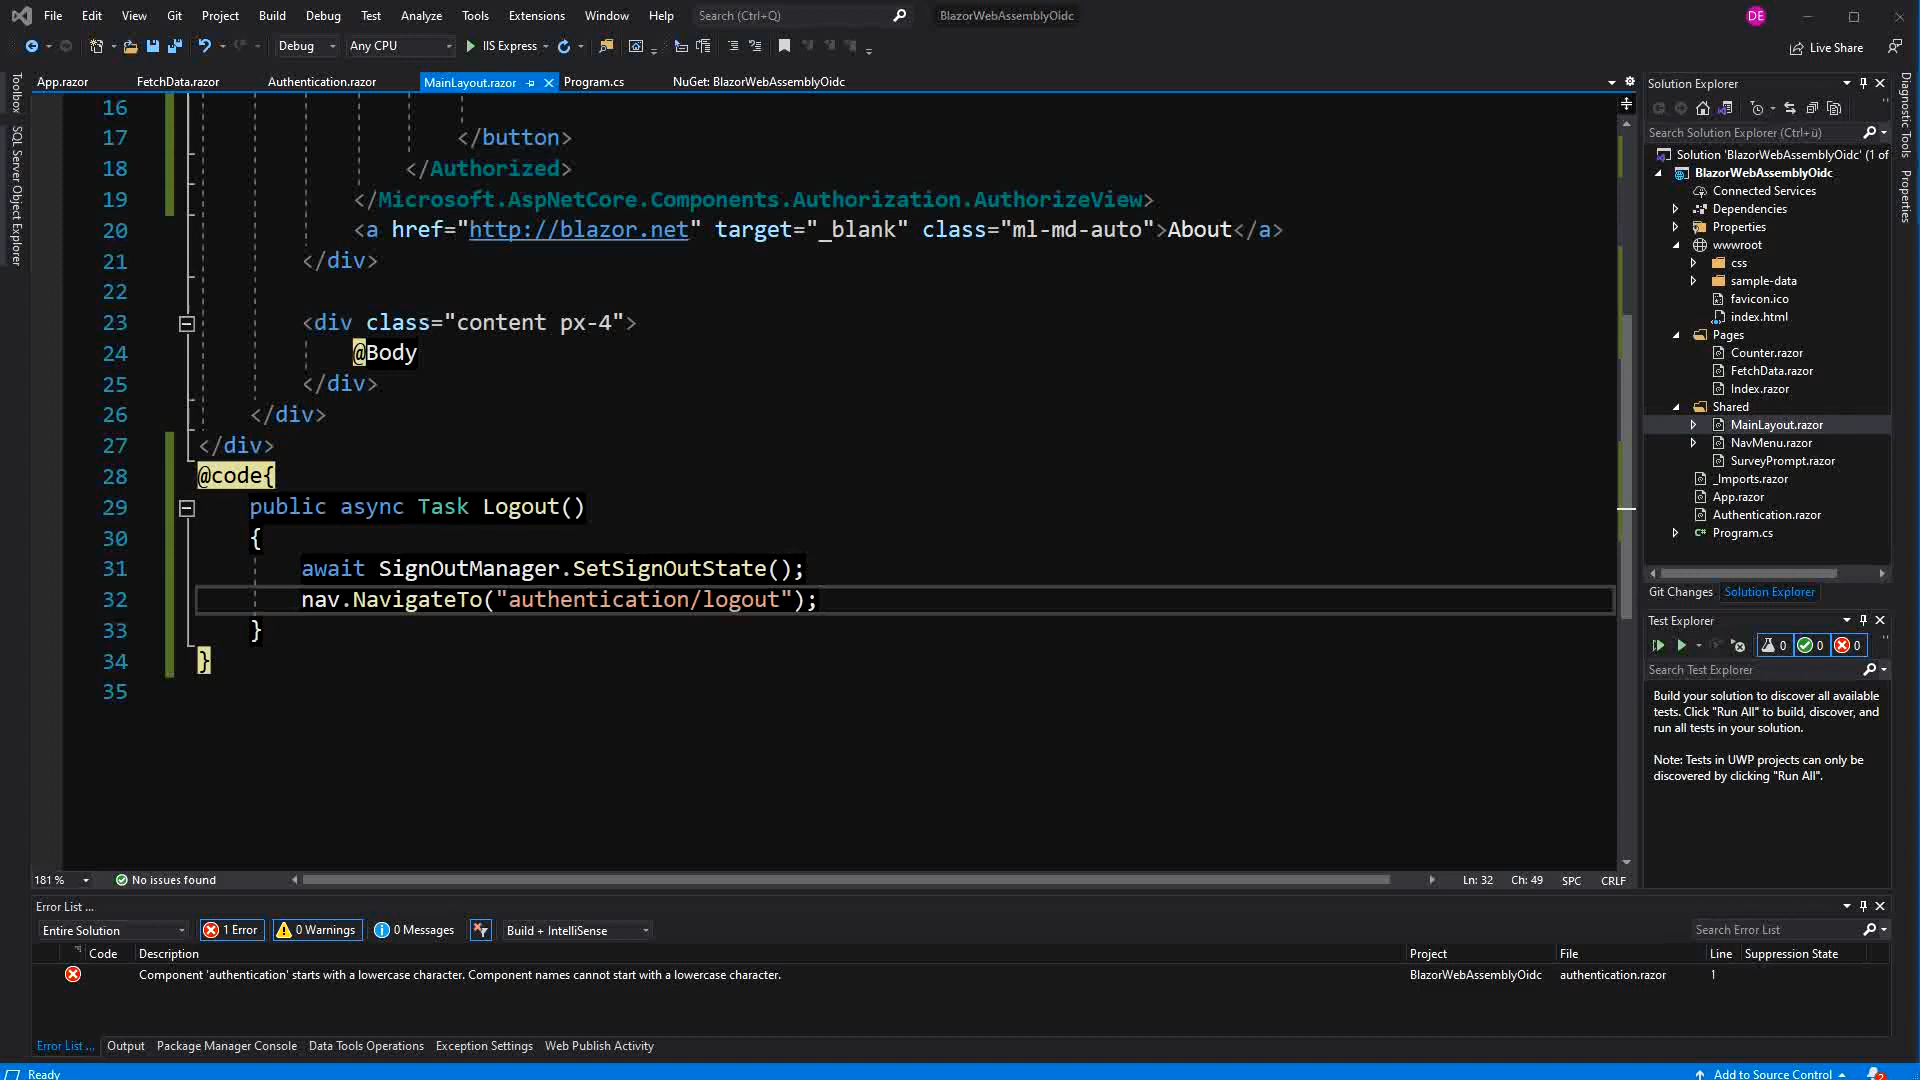 File Edit View Git Project Build Debug Test Analyze Tools Extensions Window Help Search (Ctrl+Q) BlazorWebAssemblyOidc DE
Debug Any CPU IIS Express Live Share
App.razor FetchData.razor Authentication.razor MainLayout.razor Program.cs NuGet: BlazorWebAssemblyOidc
Toolbox
SQL Server Object Explorer
16
17 </button>
18 </Authorized>
19 </Microsoft.AspNetCore.Components.Authorization.AuthorizeView>
20 <a href="http://blazor.net" target="_blank" class="ml-md-auto">About</a>
21 </div>
22
23 <div class="content px-4">
24 @Body
25 </div>
26 </div>
27 </div>
28 @code{
29 public async Task Logout()
30 {
31 await SignOutManager.SetSignOutState();
32 nav.NavigateTo("authentication/logout");
33 }
34 }
35
181 % No issues found Ln: 32 Ch: 49 SPC CRLF
Solution Explorer
Search Solution Explorer (Ctrl+ü)
Solution 'BlazorWebAssemblyOidc' (1 of
BlazorWebAssemblyOidc
Connected Services
Dependencies
Properties
wwwroot
css
sample-data
favicon.ico
index.html
Pages
Counter.razor
FetchData.razor
Index.razor
Shared
MainLayout.razor
NavMenu.razor
SurveyPrompt.razor
_Imports.razor
App.razor
Authentication.razor
Program.cs
Git Changes Solution Explorer
Test Explorer
0 0 0
Search Test Explorer
Build your solution to discover all available
tests. Click "Run All" to build, discover, and
run all tests in your solution.
Note: Tests in UWP projects can only be
discovered by clicking "Run All".
Diagnostic Tools
Properties
Error List ...
Entire Solution 1 Error 0 Warnings 0 Messages Build + IntelliSense Search Error List
Code Description Project File Line Suppression State
Component 'authentication' starts with a lowercase character. Component names cannot start with a lowercase character. BlazorWebAssemblyOidc authentication.razor 1
Error List ... Output Package Manager Console Data Tools Operations Exception Settings Web Publish Activity
Ready Add to Source Control 2